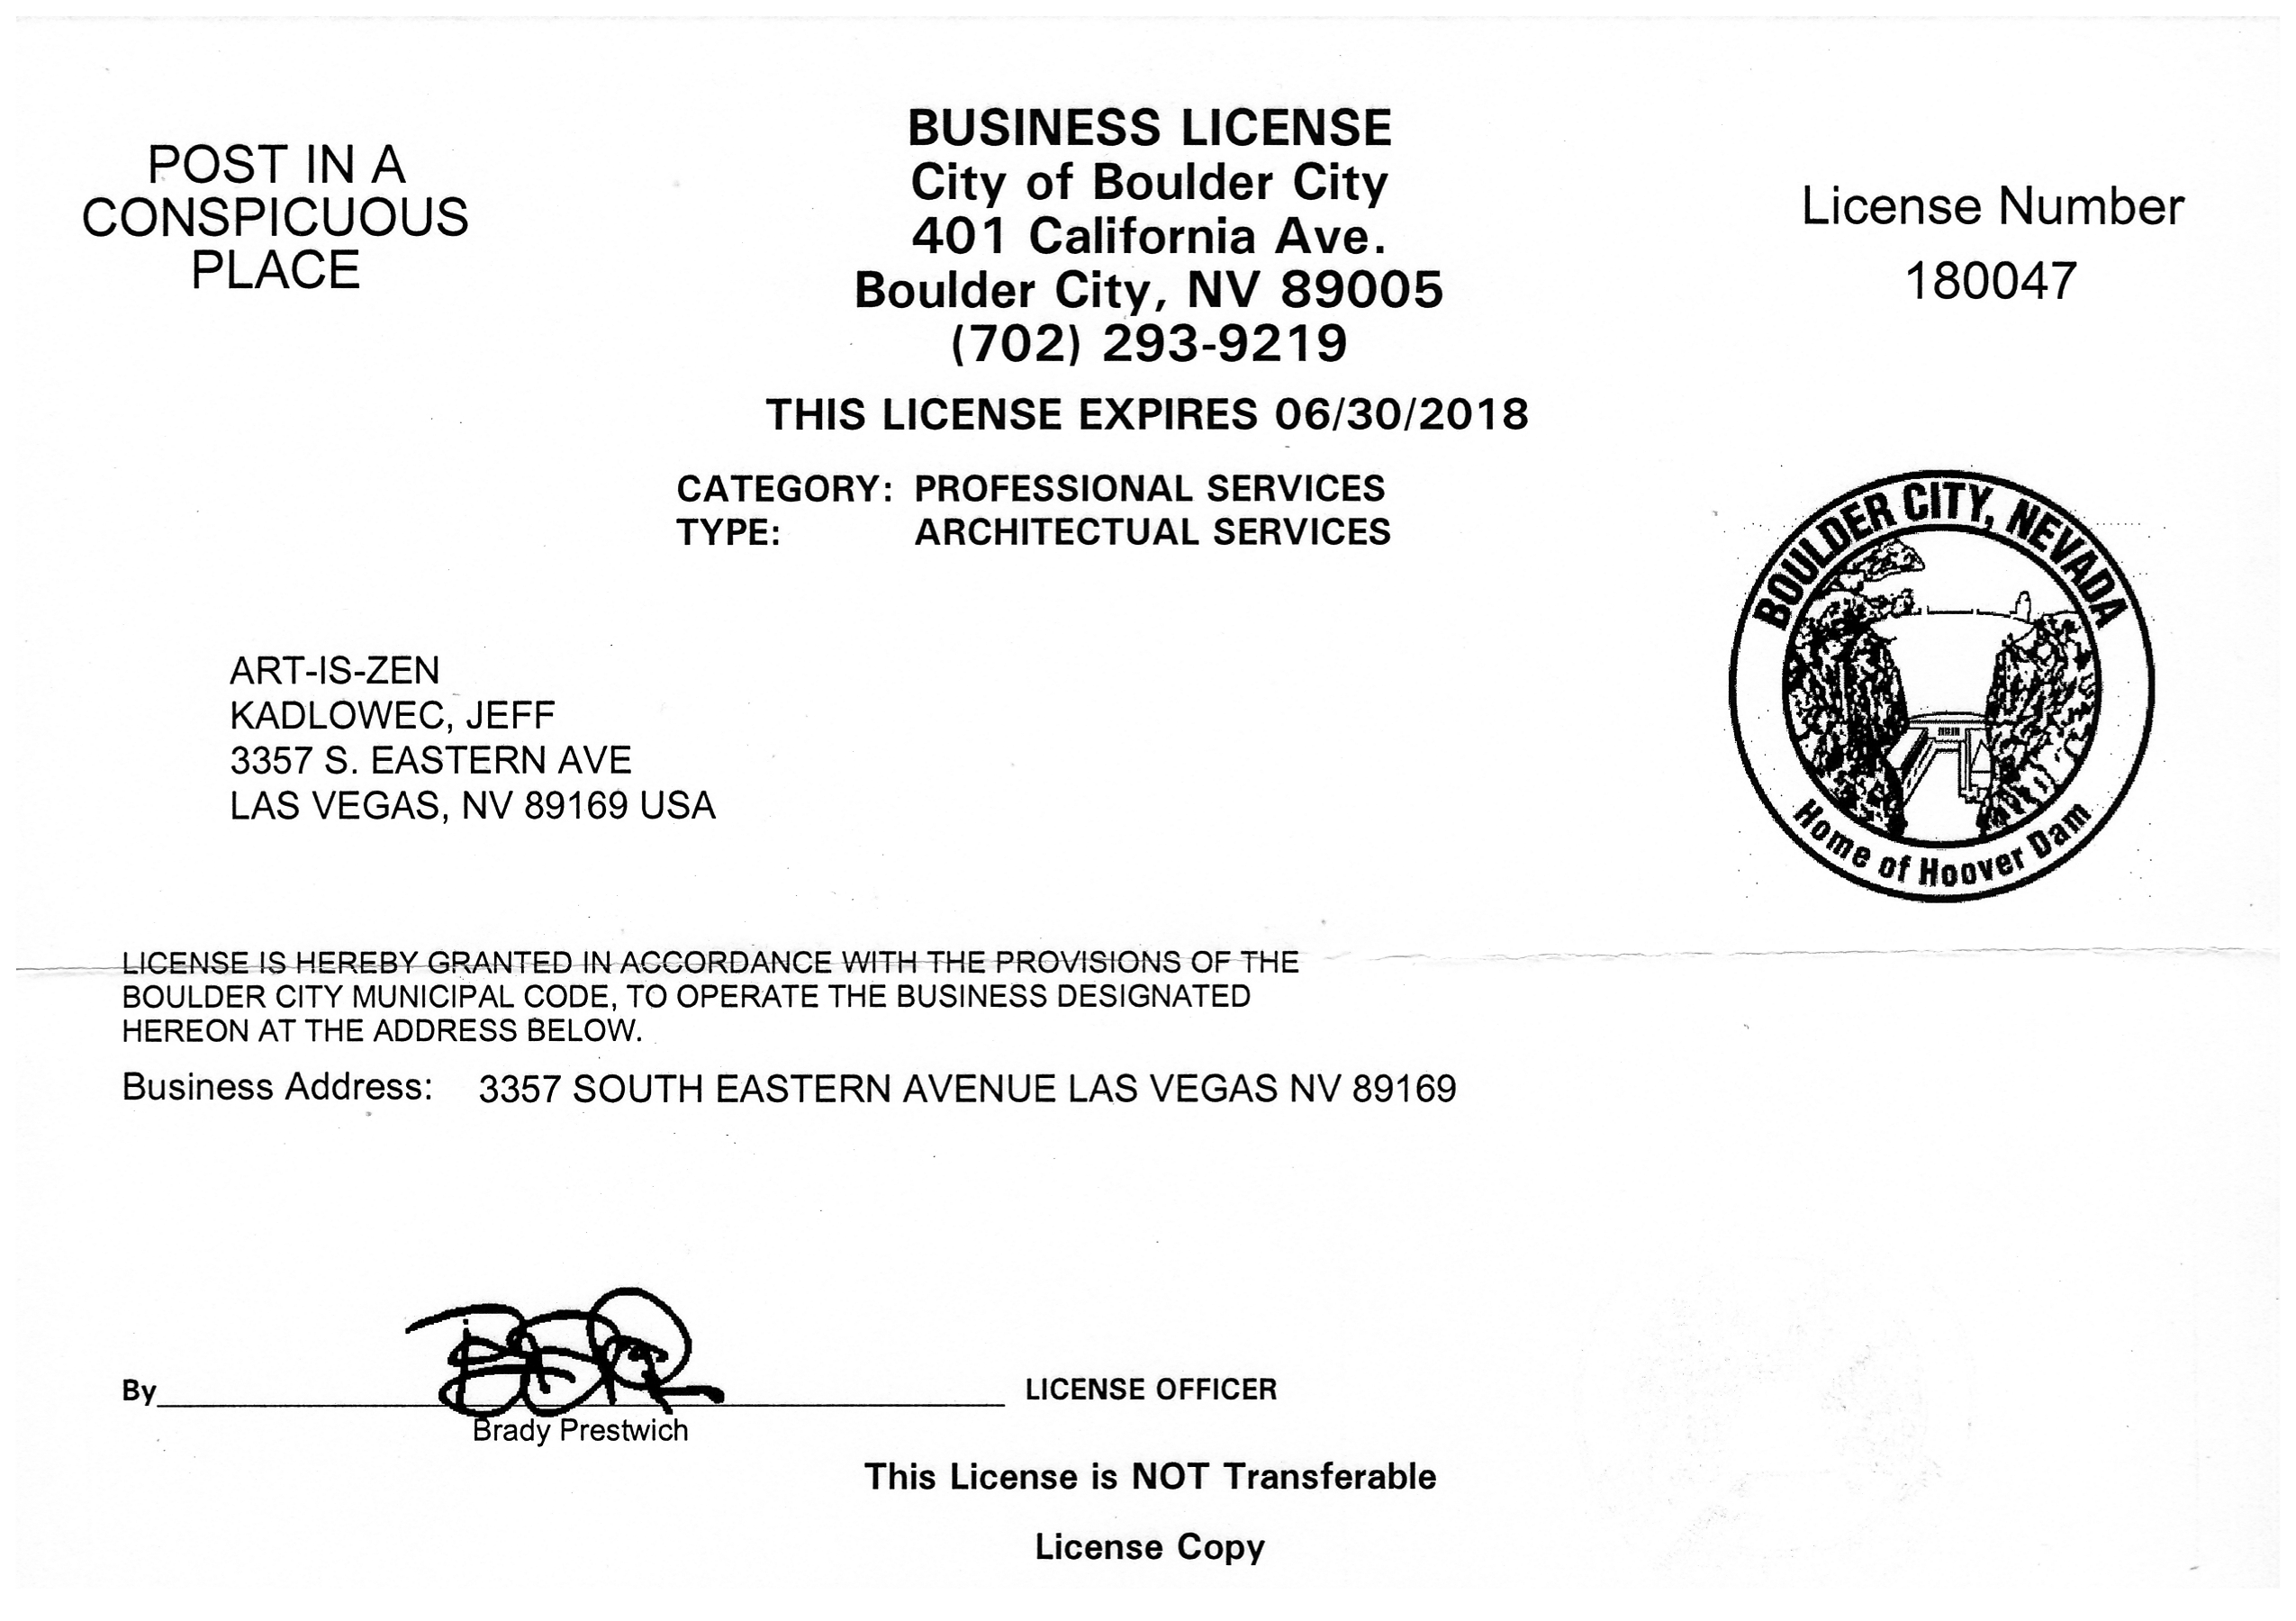 POST IN A
CONSPICUOUS
PLACE
BUSINESS LICENSE
City of Boulder City
401 California Ave.
Boulder City, NV 89005
(702) 293-9219
THIS LICENSE EXPIRES 06/30/2018
License Number
180047
CATEGORY: PROFESSIONAL SERVICES
TYPE: ARCHITECTUAL SERVICES
BOULDER CITY, NEVADA
Home of Hoover Dam
ART-IS-ZEN
KADLOWEC, JEFF
3357 S. EASTERN AVE
LAS VEGAS, NV 89169 USA
LICENSE IS HEREBY GRANTED IN ACCORDANCE WITH THE PROVISIONS OF THE
BOULDER CITY MUNICIPAL CODE, TO OPERATE THE BUSINESS DESIGNATED
HEREON AT THE ADDRESS BELOW.
Business Address: 3357 SOUTH EASTERN AVENUE LAS VEGAS NV 89169
By LICENSE OFFICER
Brady Prestwich
This License is NOT Transferable
License Copy